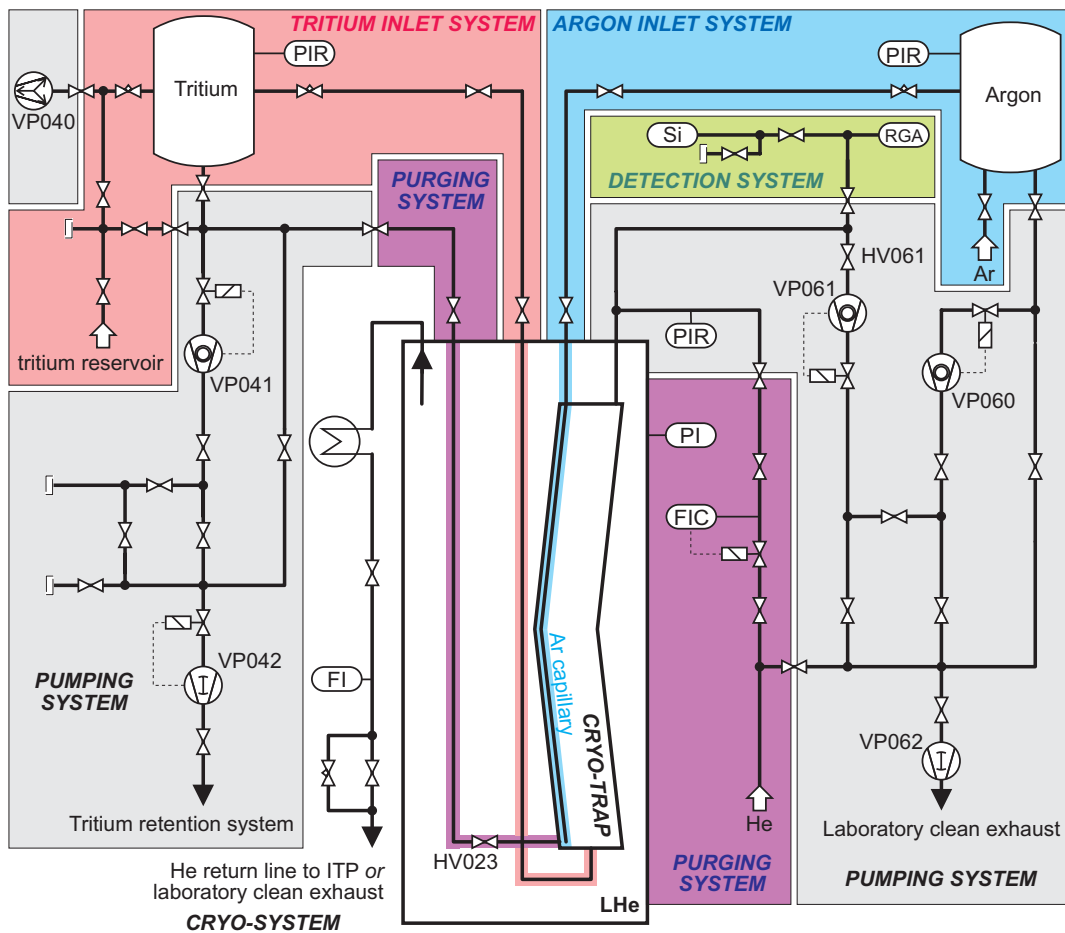 TRITIUM INLET SYSTEM
ARGON INLET SYSTEM
PIR
PIR
Tritium
Argon
VP040
Si
RGA
DETECTION SYSTEM
PURGING
SYSTEM
HV061
Ar
VP061
PIR
tritium reservoir
VP041
VP060
PI
FIC
Ar capillary
CRYO-TRAP
VP042
FI
PUMPING
SYSTEM
VP062
He
Tritium retention system
Laboratory clean exhaust
HV023
He return line to ITP or
laboratory clean exhaust
CRYO-SYSTEM
LHe
PURGING
SYSTEM
PUMPING SYSTEM